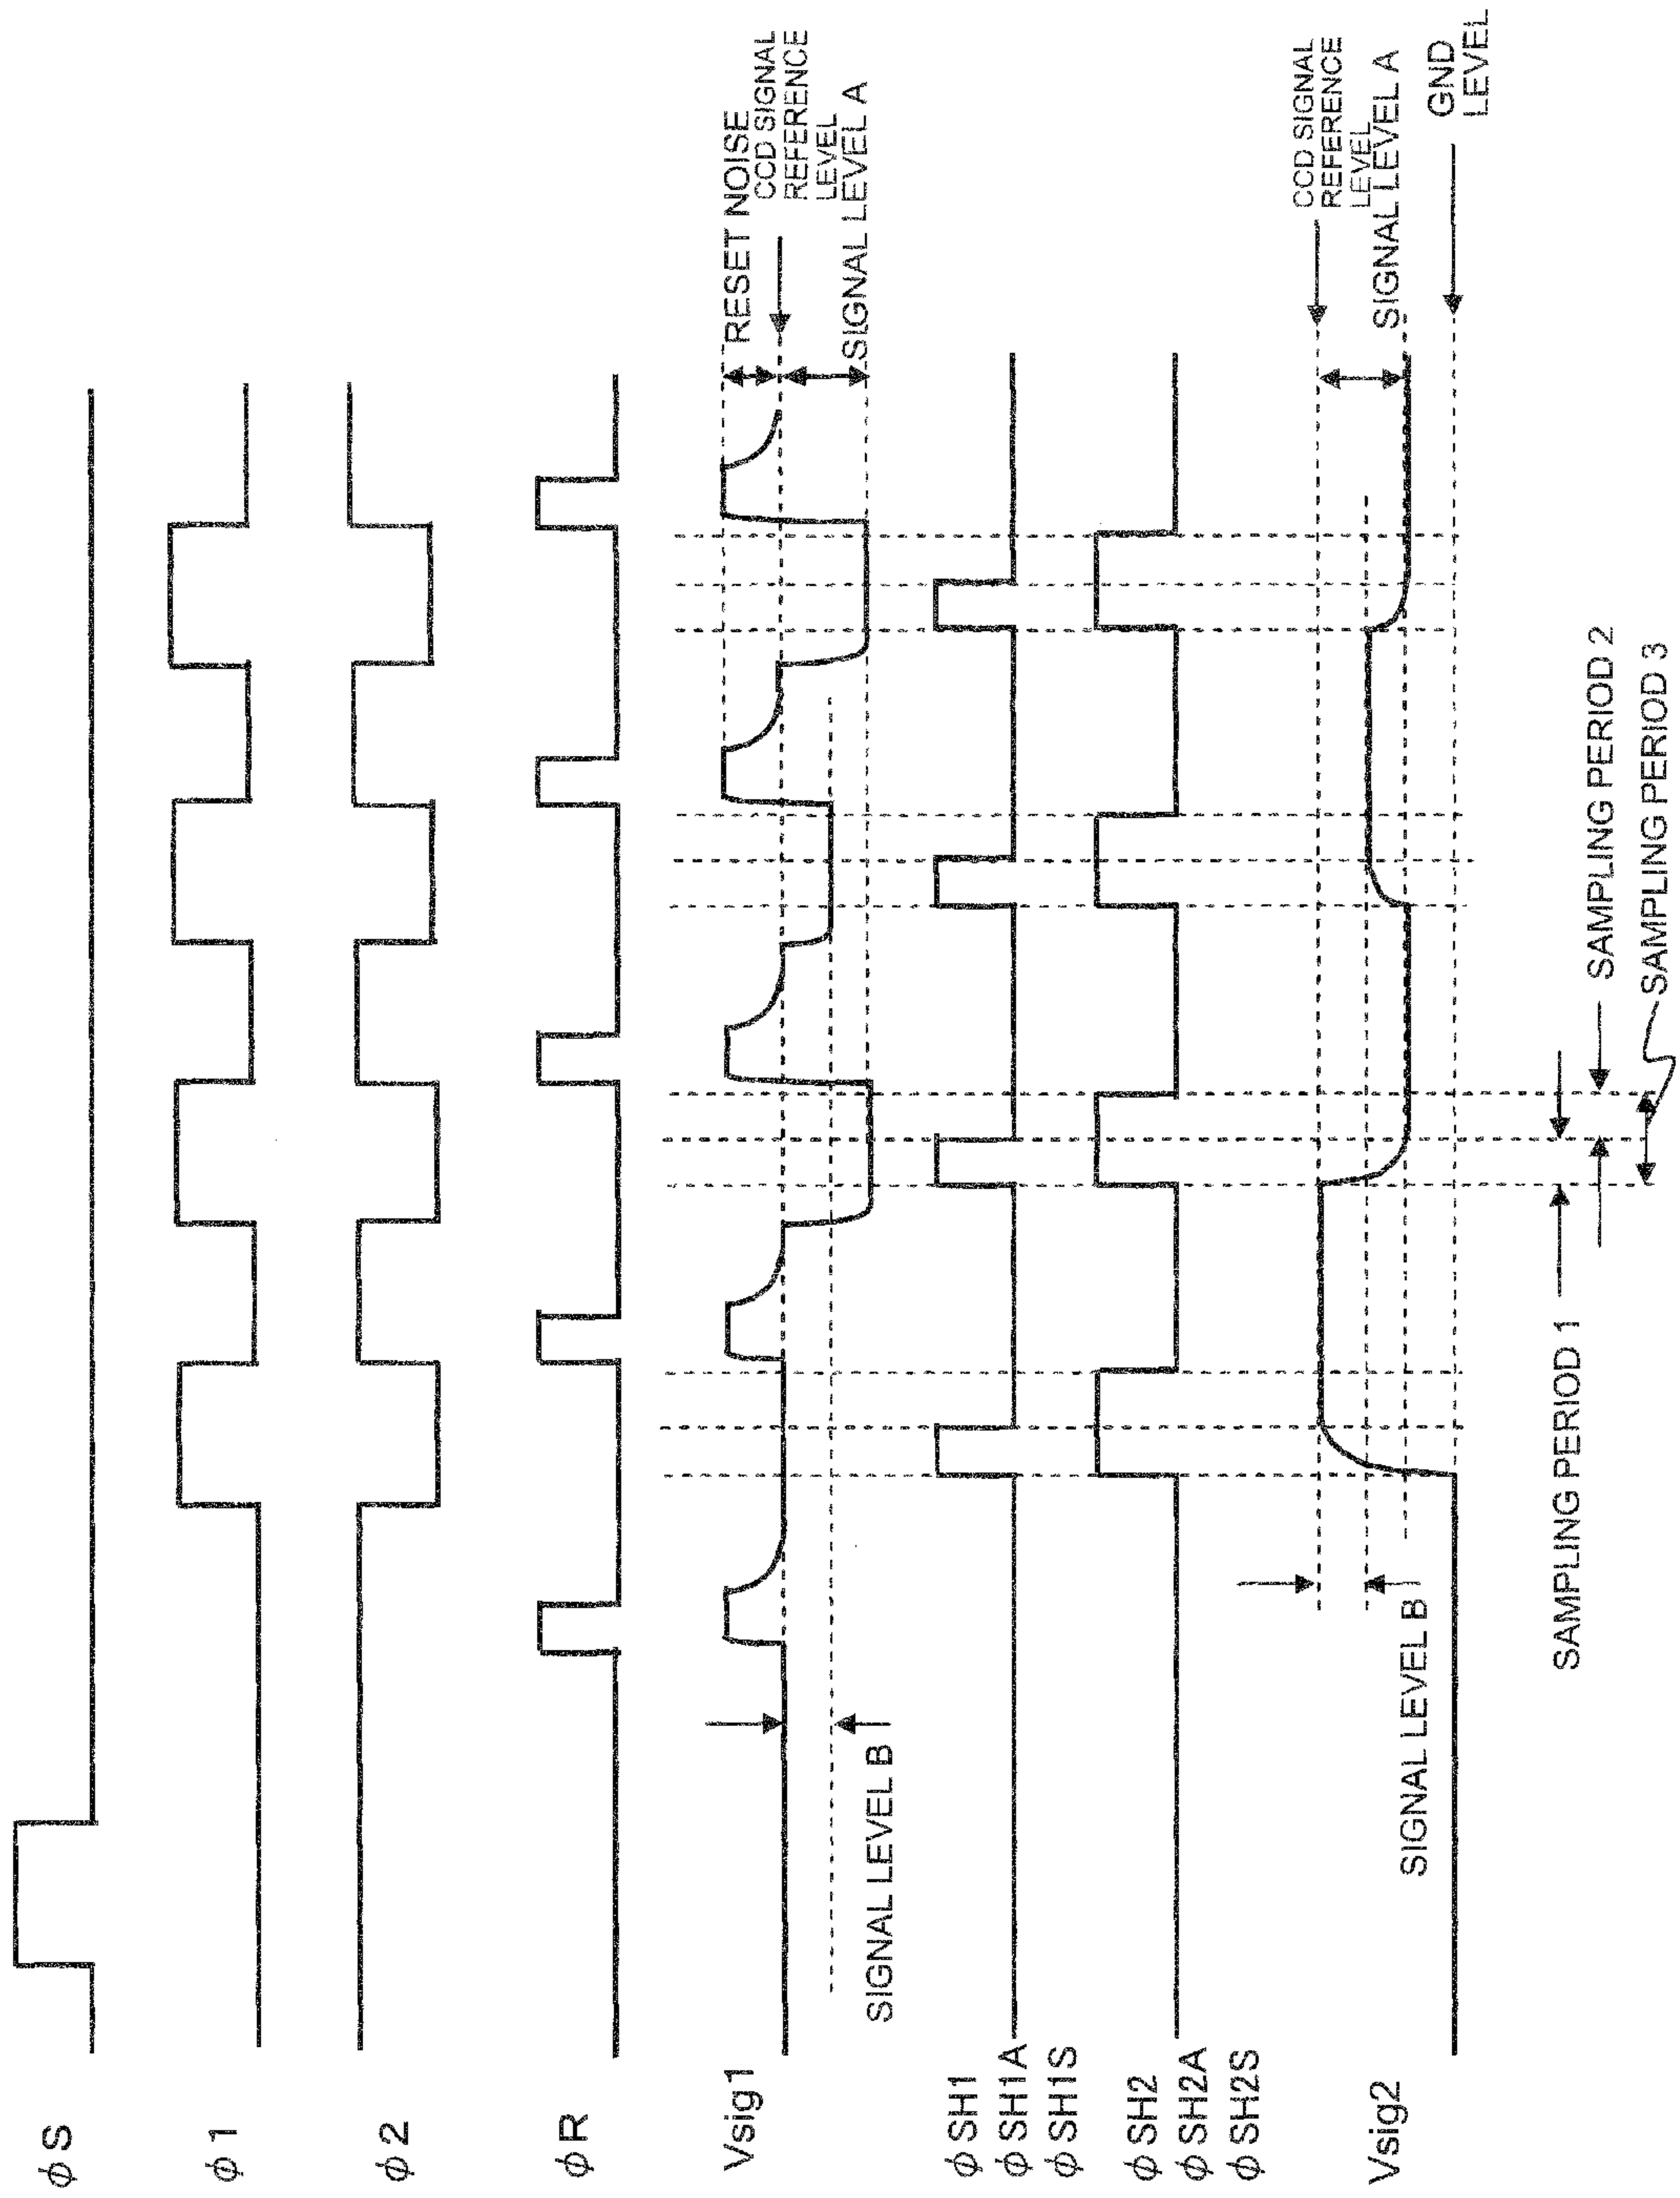 φS
φ1
φ2
φR
Vsig1
RESET NOISE
CCD SIGNAL
REFERENCE
LEVEL
SIGNAL LEVEL A
SIGNAL LEVEL B
φSH1
φSH1A
φSH1S
φSH2
φSH2A
φSH2S
Vsig2
CCD SIGNAL
REFERENCE
LEVEL
SIGNAL LEVEL A
GND
LEVEL
SIGNAL LEVEL B
SAMPLING PERIOD 1
SAMPLING PERIOD 2
SAMPLING PERIOD 3